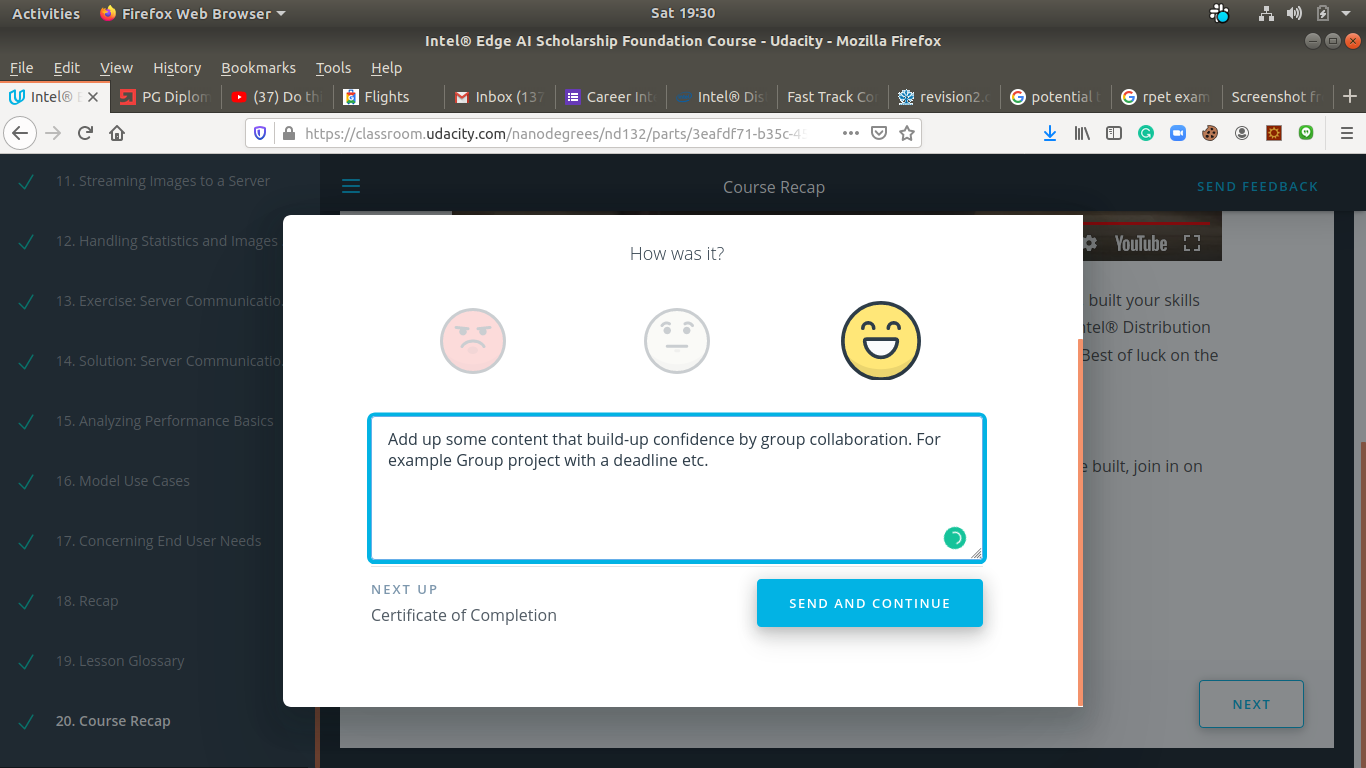 Activities Firefox Web Browser Sat 19:30
Intel® Edge AI Scholarship Foundation Course - Udacity - Mozilla Firefox
File Edit View History Bookmarks Tools Help
Intel® PG Diplom (37) Do Flights Inbox (137 Career Int Intel® Dis Fast Track Co revision2. potential rpet exam Screenshot fr
https://classroom.udacity.com/nanodegrees/nd132/parts/3eafdf71-b35c-45
11. Streaming Images to a Server
Course Recap
SEND FEEDBACK
12. Handling Statistics and Images
13. Exercise: Server Communicatio
14. Solution: Server Communicatio
15. Analyzing Performance Basics
16. Model Use Cases
17. Concerning End User Needs
18. Recap
19. Lesson Glossary
20. Course Recap
YouTube
built your skills
ntel® Distribution
Best of luck on the
e built, join in on
How was it?
Add up some content that build-up confidence by group collaboration. For
example Group project with a deadline etc.
NEXT UP
Certificate of Completion
SEND AND CONTINUE
NEXT